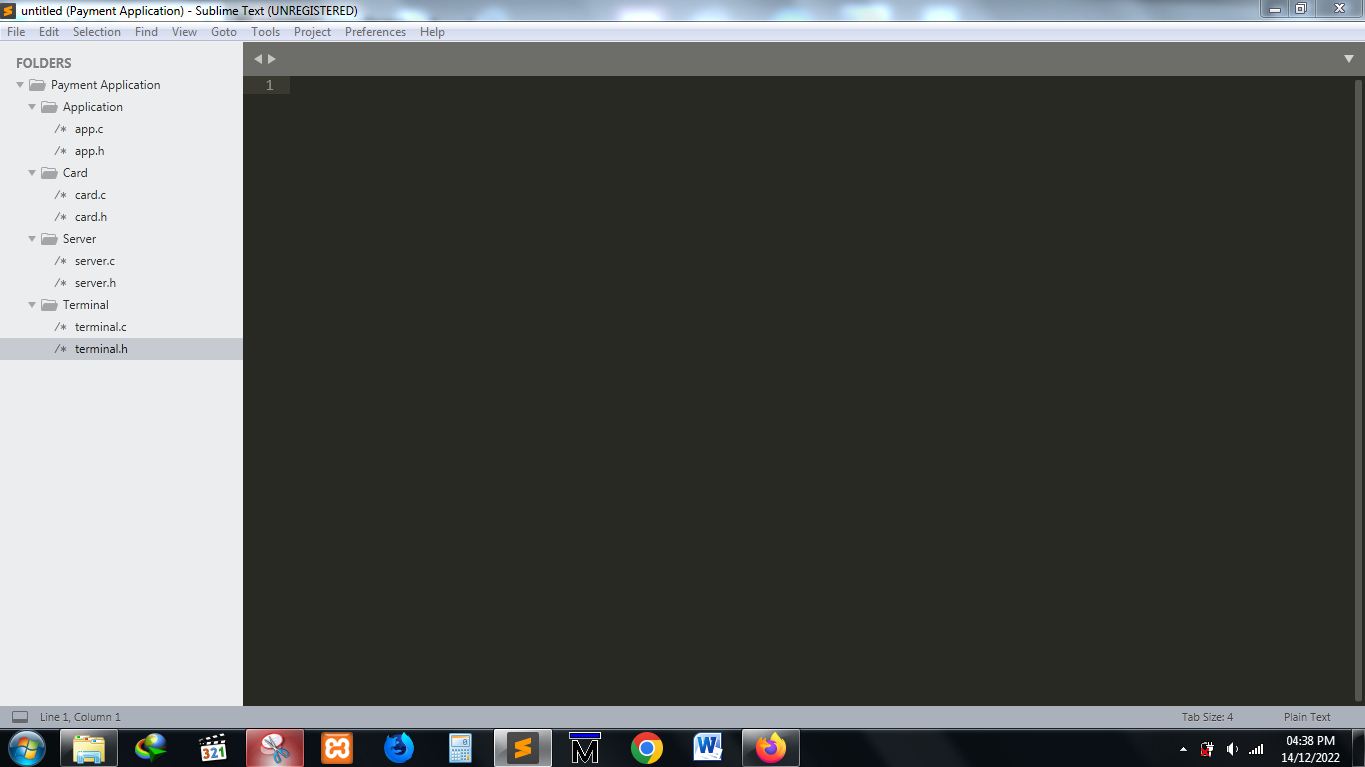 untitled (Payment Application) - Sublime Text (UNREGISTERED)
File Edit Selection Find View Goto Tools Project Preferences Help
FOLDERS
Payment Application
Application
/* app.c
/* app.h
Card
/* card.c
/* card.h
Server
/* server.c
/* server.h
Terminal
/* terminal.c
/* terminal.h
1
Line 1, Column 1
Tab Size: 4
Plain Text
321
M
W
04:38 PM
14/12/2022